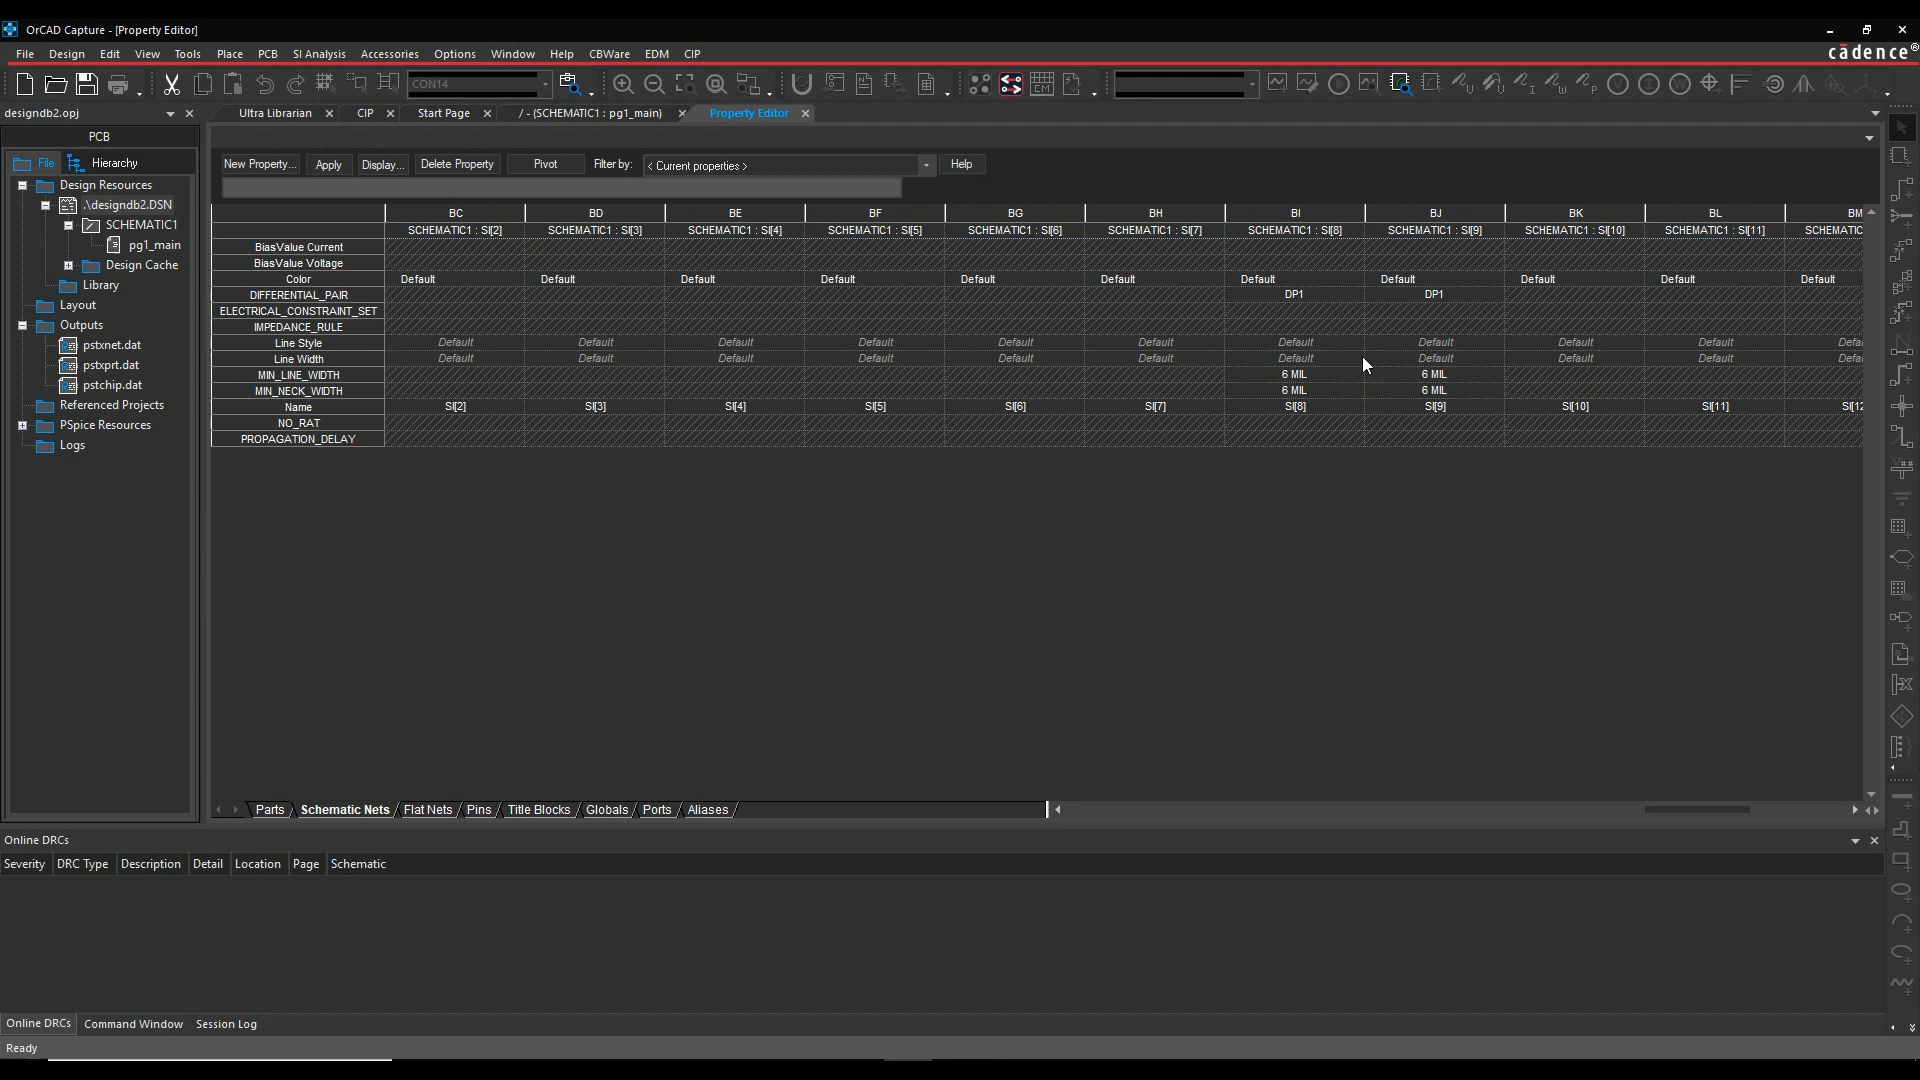 OrCAD Capture - [Property Editor]
File Design Edit View Tools Place PCB SI Analysis Accessories Options Window Help CBWare EDM CIP
cādence®
CON14
designdb2.opj
Ultra Librarian CIP Start Page / - (SCHEMATIC1 : pg1_main) Property Editor
PCB
File Hierarchy
Design Resources
.\designdb2.DSN
SCHEMATIC1
pg1_main
Design Cache
Library
Layout
Outputs
pstxnet.dat
pstxprt.dat
pstchip.dat
Referenced Projects
PSpice Resources
Logs
New Property... Apply Display... Delete Property Pivot Filter by: < Current properties > Help
BC BD BE BF BG BH BI BJ BK BL BM
SCHEMATIC1 : SI[2] SCHEMATIC1 : SI[3] SCHEMATIC1 : SI[4] SCHEMATIC1 : SI[5] SCHEMATIC1 : SI[6] SCHEMATIC1 : SI[7] SCHEMATIC1 : SI[8] SCHEMATIC1 : SI[9] SCHEMATIC1 : SI[10] SCHEMATIC1 : SI[11] SCHEMATIC
BiasValue Current
BiasValue Voltage
Color Default Default Default Default Default Default Default Default Default Default Default
DIFFERENTIAL_PAIR DP1 DP1
ELECTRICAL_CONSTRAINT_SET
IMPEDANCE_RULE
Line Style Default Default Default Default Default Default Default Default Default Default Defa
Line Width Default Default Default Default Default Default Default Default Default Default Defa
MIN_LINE_WIDTH 6 MIL 6 MIL
MIN_NECK_WIDTH 6 MIL 6 MIL
Name SI[2] SI[3] SI[4] SI[5] SI[6] SI[7] SI[8] SI[9] SI[10] SI[11] SI[12
NO_RAT
PROPAGATION_DELAY
Parts Schematic Nets Flat Nets Pins Title Blocks Globals Ports Aliases
Online DRCs
Severity DRC Type Description Detail Location Page Schematic
Online DRCs Command Window Session Log
Ready